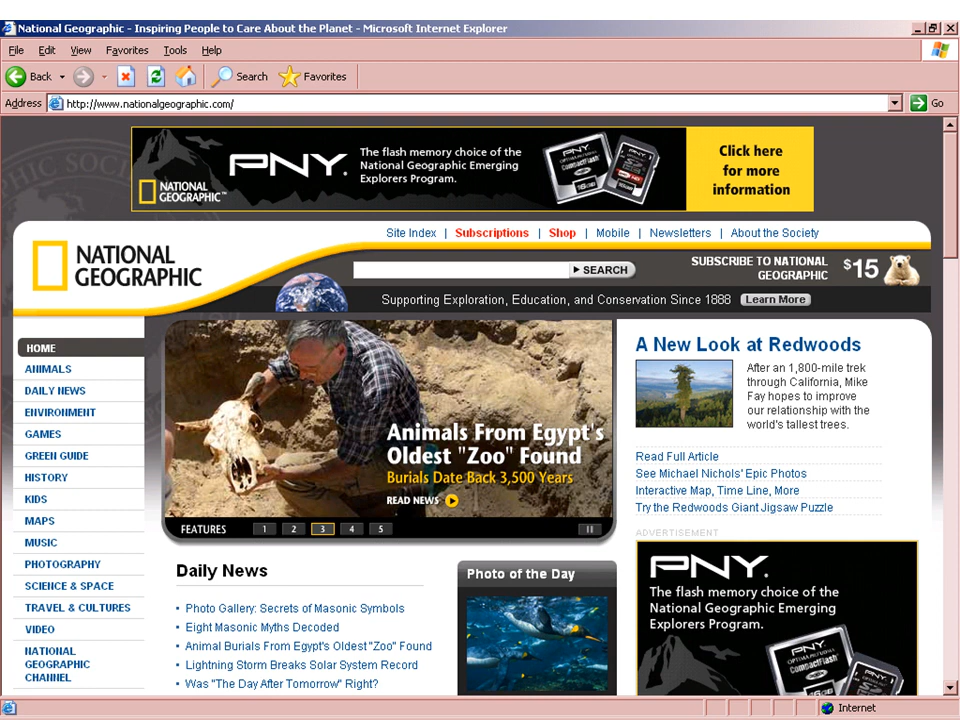 National Geographic - Inspiring People to Care About the Planet - Microsoft Internet Explorer
File Edit View Favorites Tools Help
Back Search Favorites
Address http://www.nationalgeographic.com/ Go
PNY.
The flash memory choice of the
National Geographic Emerging
Explorers Program.
NATIONAL
GEOGRAPHIC™
Click here
for more
information
Site Index | Subscriptions | Shop | Mobile | Newsletters | About the Society
NATIONAL
GEOGRAPHIC
SEARCH
SUBSCRIBE TO NATIONAL
GEOGRAPHIC
$15
Supporting Exploration, Education, and Conservation Since 1888 Learn More
HOME
ANIMALS
DAILY NEWS
ENVIRONMENT
GAMES
GREEN GUIDE
HISTORY
KIDS
MAPS
MUSIC
PHOTOGRAPHY
SCIENCE & SPACE
TRAVEL & CULTURES
VIDEO
NATIONAL
GEOGRAPHIC
CHANNEL
Animals From Egypt's
Oldest "Zoo" Found
Burials Date Back 3,500 Years
READ NEWS
FEATURES 1 2 3 4 5
Daily News
• Photo Gallery: Secrets of Masonic Symbols
• Eight Masonic Myths Decoded
• Animal Burials From Egypt's Oldest "Zoo" Found
• Lightning Storm Breaks Solar System Record
• Was "The Day After Tomorrow" Right?
Photo of the Day
A New Look at Redwoods
After an 1,800-mile trek
through California, Mike
Fay hopes to improve
our relationship with the
world's tallest trees.
Read Full Article
See Michael Nichols' Epic Photos
Interactive Map, Time Line, More
Try the Redwoods Giant Jigsaw Puzzle
ADVERTISEMENT
PNY.
The flash memory choice of the
National Geographic Emerging
Explorers Program.
OPTIMA PRO UDMA
CompactFlash
Internet